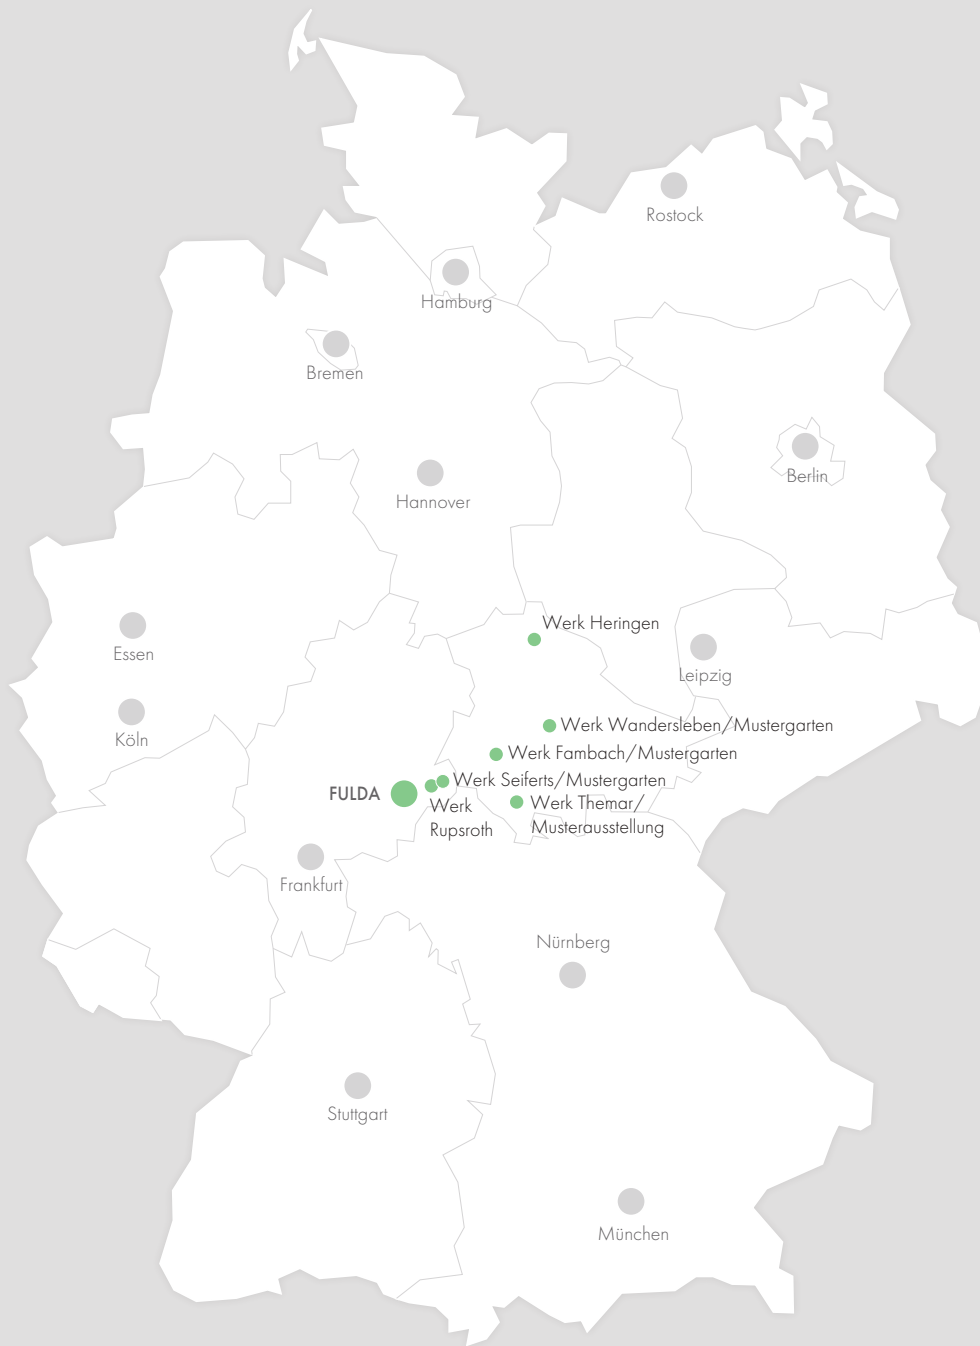 Rostock
Hamburg
Bremen
Berlin
Hannover
Werk Heringen
Essen
Leipzig
Köln
Werk Wandersleben/Mustergarten
Werk Fambach/Mustergarten
Werk Seiferts/Mustergarten
FULDA
Werk
Rupsroth
Werk Themar/
Musterausstellung
Frankfurt
Nürnberg
Stuttgart
München